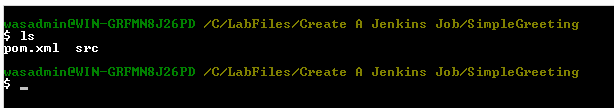 wasadmin@WIN-GRFMN8J26PD /C/LabFiles/Create A Jenkins Job/SimpleGreeting
$ ls
pom.xml  src
wasadmin@WIN-GRFMN8J26PD /C/LabFiles/Create A Jenkins Job/SimpleGreeting
$ _